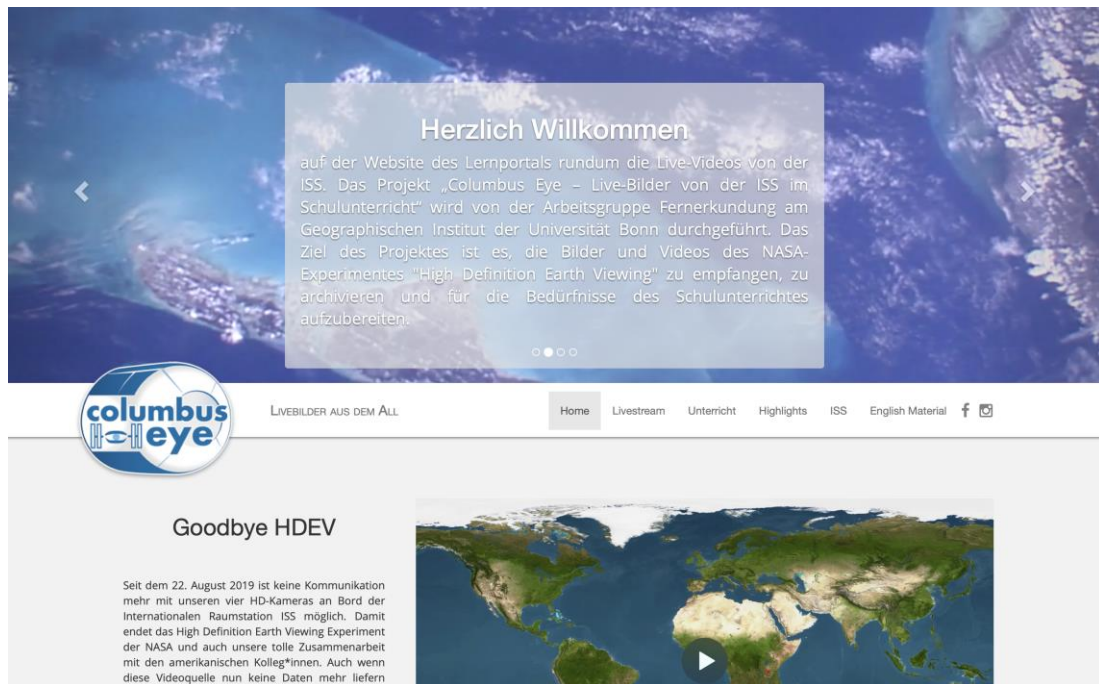 Herzlich Willkommen
auf der Website des Lernportals rundum die Live-Videos von der
ISS. Das Projekt „Columbus Eye – Live-Bilder von der ISS im
Schulunterricht“ wird von der Arbeitsgruppe Fernerkundung am
Geographischen Institut der Universität Bonn durchgeführt. Das
Ziel des Projektes ist es, die Bilder und Videos des NASA-
Experimentes "High Definition Earth Viewing" zu empfangen, zu
archivieren und für die Bedürfnisse des Schulunterrichtes
aufzubereiten.
columbus
eye
Livebilder aus dem All
Home Livestream Unterricht Highlights ISS English Material
Goodbye HDEV
Seit dem 22. August 2019 ist keine Kommunikation
mehr mit unseren vier HD-Kameras an Bord der
Internationalen Raumstation ISS möglich. Damit
endet das High Definition Earth Viewing Experiment
der NASA und auch unsere tolle Zusammenarbeit
mit den amerikanischen Kolleg*innen. Auch wenn
diese Videoquelle nun keine Daten mehr liefern